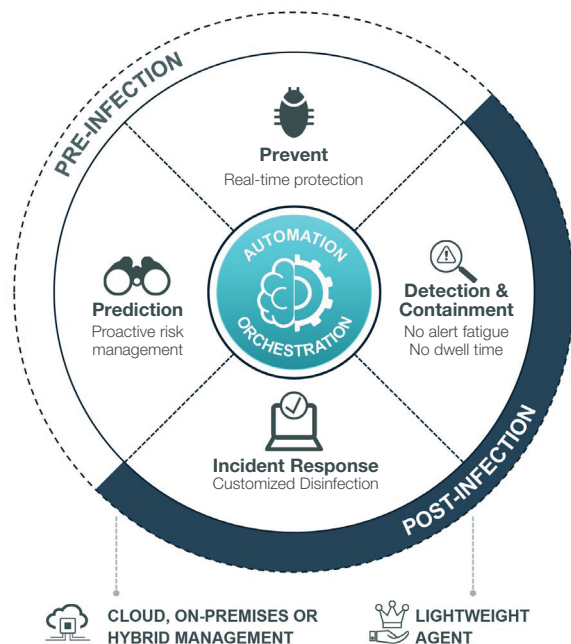 PRE-INFECTION
Prevent
Real-time protection
AUTOMATION
ORCHESTRATION
Prediction
Proactive risk
management
Detection &
Containment
No alert fatigue
No dwell time
Incident Response
Customized Disinfection
POST-INFECTION
CLOUD, ON-PREMISES OR
HYBRID MANAGEMENT
LIGHTWEIGHT
AGENT